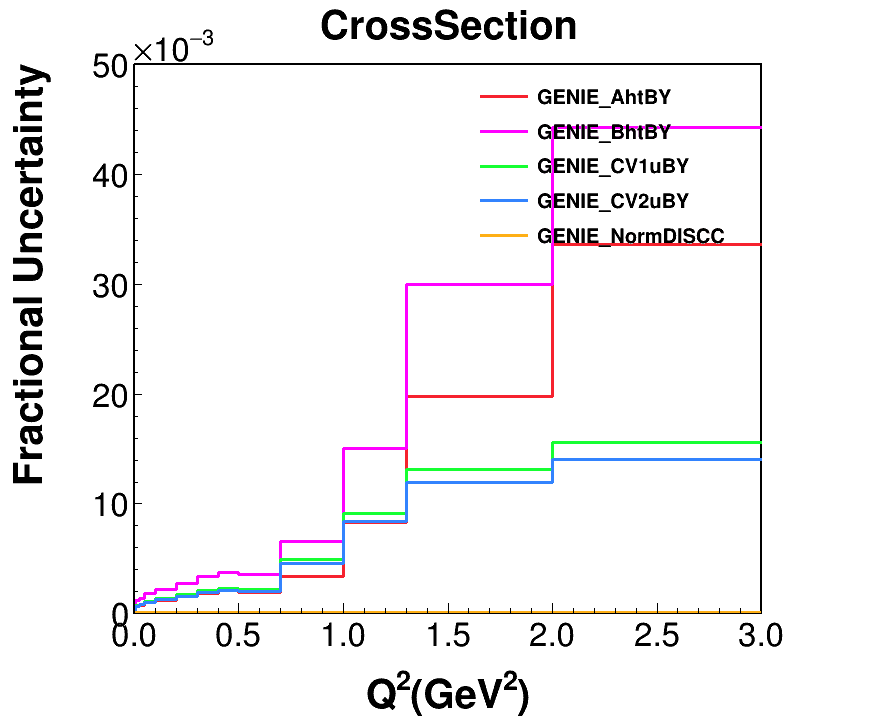 CrossSection
×10⁻³
Fractional Uncertainty
50
40
30
20
10
0
GENIE_AhtBY
GENIE_BhtBY
GENIE_CV1uBY
GENIE_CV2uBY
GENIE_NormDISCC
0.0 0.5 1.0 1.5 2.0 2.5 3.0
Q²(GeV²)